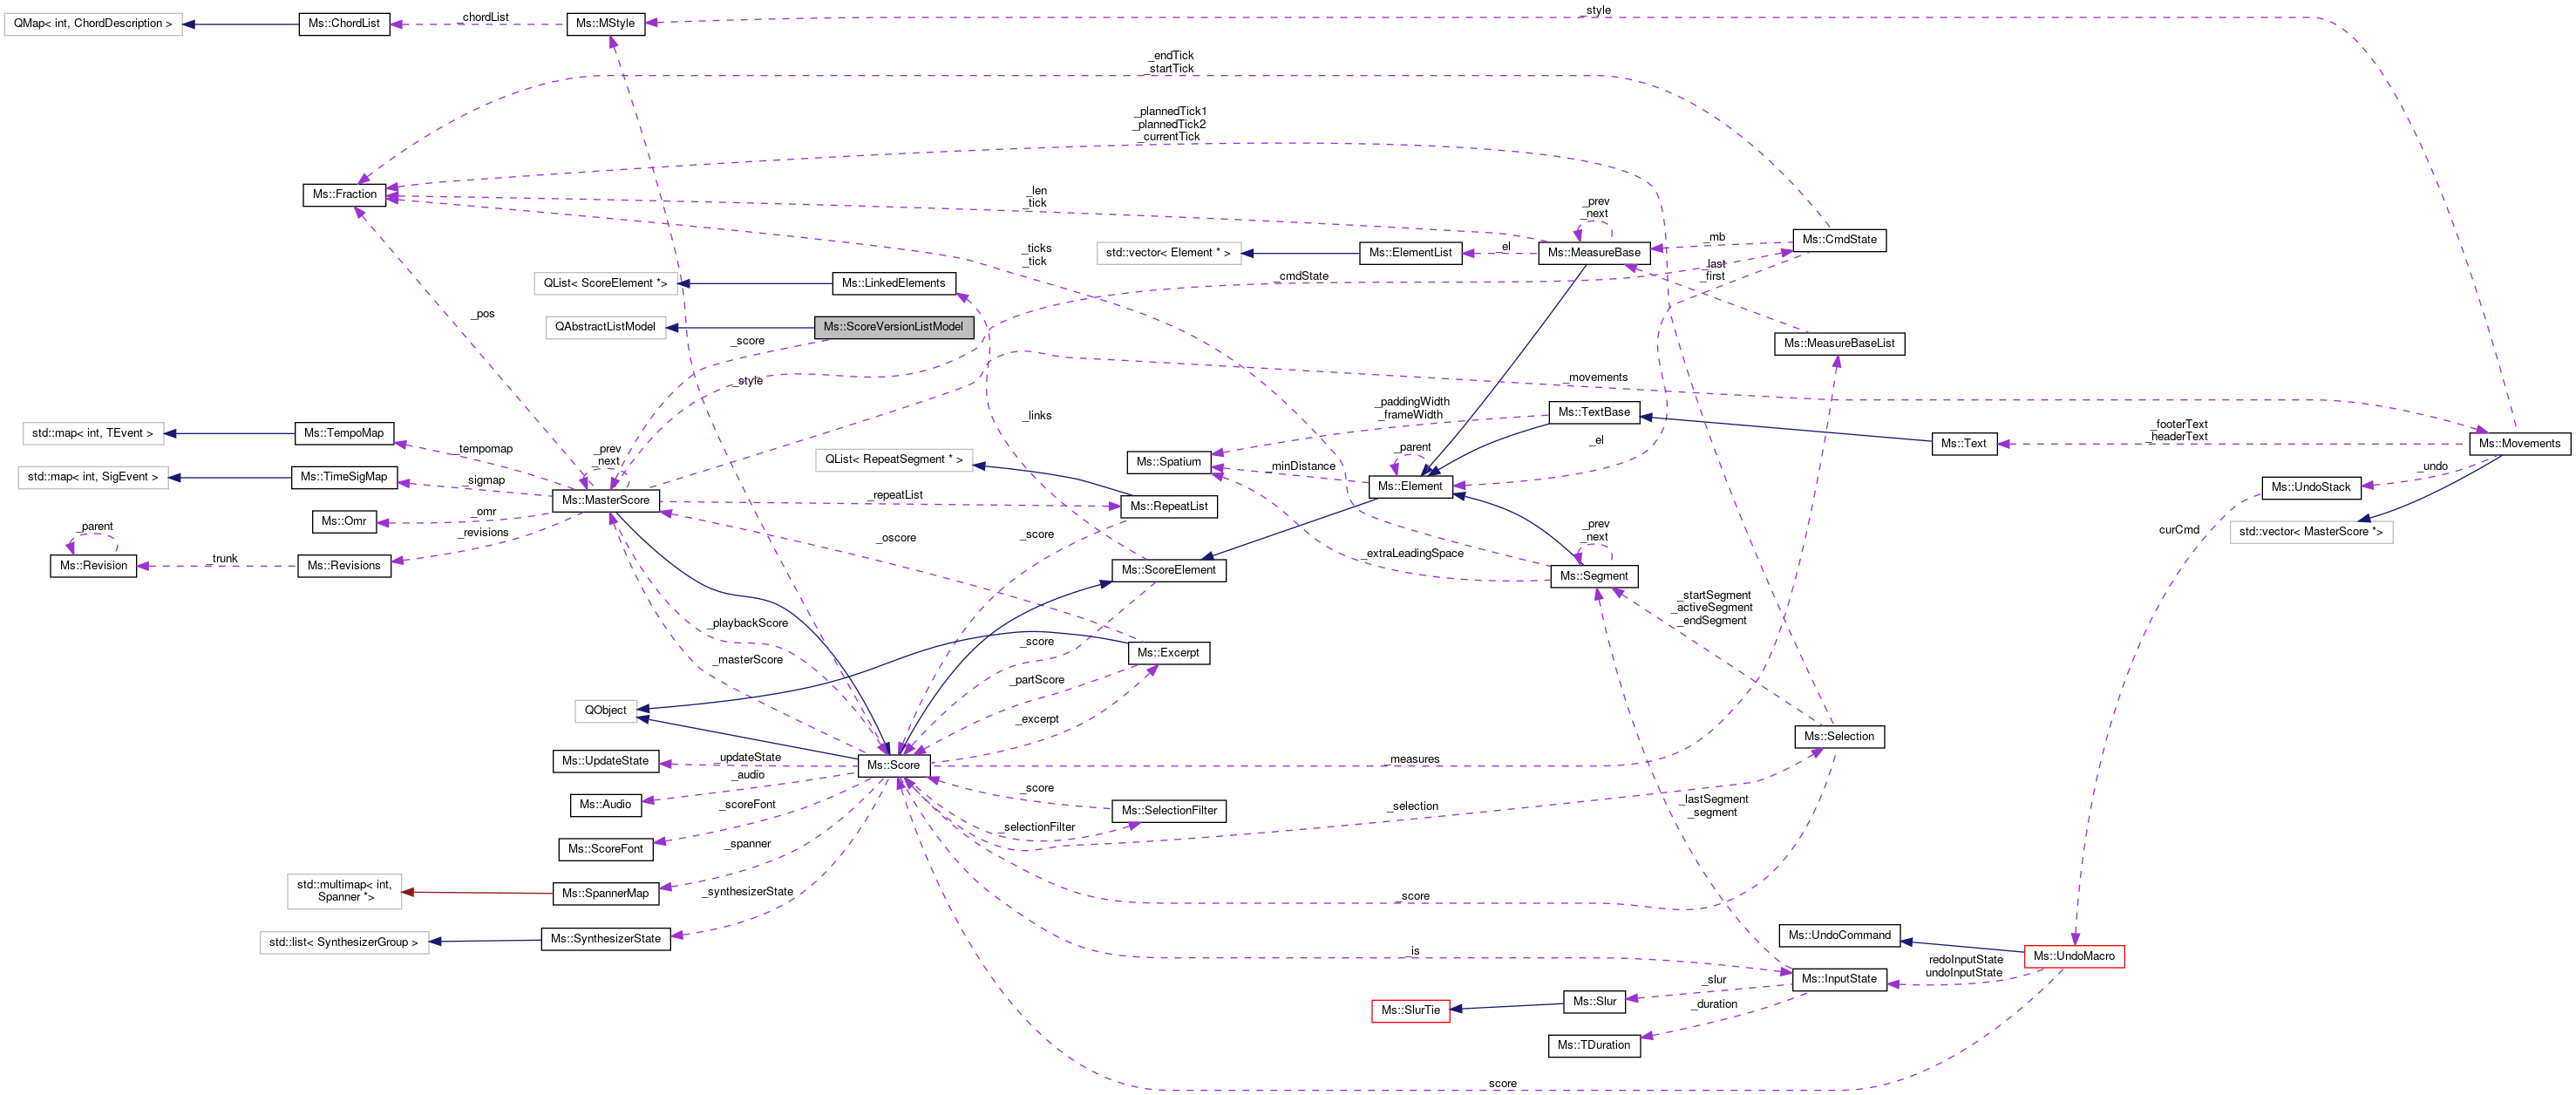 _style
QMap< int, ChordDescription >
Ms::ChordList
_chordList
Ms::MStyle
_endTick
_startTick
_plannedTick1
_plannedTick2
_currentTick
Ms::Fraction
_len
_tick
_prev
_next
Ms::CmdState
_mb
_ticks
_tick
std::vector< Element * >
Ms::ElementList
_el
Ms::MeasureBase
_last
_first
_cmdState
QList< ScoreElement *>
Ms::LinkedElements
_pos
QAbstractListModel
Ms::ScoreVersionListModel
_score
Ms::MeasureBaseList
_style
_movements
_paddingWidth
_frameWidth
Ms::TextBase
_links
_footerText
_headerText
std::map< int, TEvent >
Ms::TempoMap
_tempomap
_prev
_next
_el
_parent
Ms::Text
Ms::Movements
QList< RepeatSegment * >
Ms::Spatium
_minDistance
_undo
std::map< int, SigEvent >
Ms::TimeSigMap
_sigmap
Ms::MasterScore
_repeatList
Ms::RepeatList
Ms::Element
Ms::UndoStack
Ms::Omr
_omr
_parent
_revisions
_oscore
_score
_prev
_next
curCmd
std::vector< MasterScore *>
Ms::Revision
_trunk
Ms::Revisions
_extraLeadingSpace
Ms::ScoreElement
Ms::Segment
_startSegment
_activeSegment
_endSegment
_playbackScore
_score
Ms::Excerpt
_masterScore
_partScore
QObject
_excerpt
Ms::Selection
Ms::UpdateState
_updateState
Ms::Score
_measures
_audio
_score
Ms::Audio
_scoreFont
_selection
_lastSegment
_segment
Ms::SelectionFilter
_selectionFilter
Ms::ScoreFont
_spanner
std::multimap< int,
Spanner *>
Ms::SpannerMap
_synthesizerState
_score
std::list< SynthesizerGroup >
Ms::SynthesizerState
Ms::UndoCommand
_is
Ms::UndoMacro
redoInputState
undoInputState
_slur
Ms::InputState
Ms::SlurTie
Ms::Slur
_duration
Ms::TDuration
score